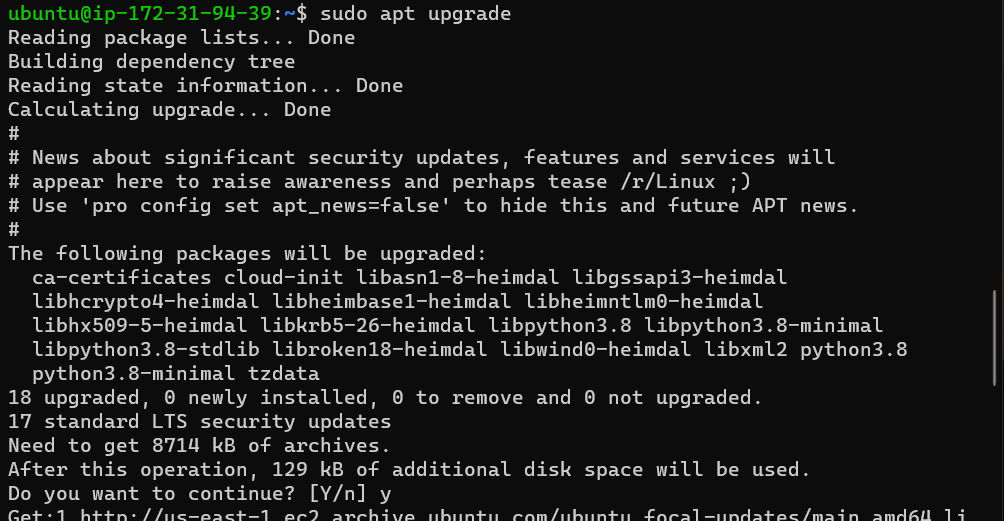 ubuntu@ip-172-31-94-39:~$ sudo apt upgrade
Reading package lists... Done
Building dependency tree
Reading state information... Done
Calculating upgrade... Done
#
# News about significant security updates, features and services will
# appear here to raise awareness and perhaps tease /r/Linux ;)
# Use 'pro config set apt_news=false' to hide this and future APT news.
#
The following packages will be upgraded:
  ca-certificates cloud-init libasn1-8-heimdal libgssapi3-heimdal
  libhcrypto4-heimdal libheimbase1-heimdal libheimntlm0-heimdal
  libhx509-5-heimdal libkrb5-26-heimdal libpython3.8 libpython3.8-minimal
  libpython3.8-stdlib libroken18-heimdal libwind0-heimdal libxml2 python3.8
  python3.8-minimal tzdata
18 upgraded, 0 newly installed, 0 to remove and 0 not upgraded.
17 standard LTS security updates
Need to get 8714 kB of archives.
After this operation, 129 kB of additional disk space will be used.
Do you want to continue? [Y/n] y
Get:1 http://us-east-1.ec2.archive.ubuntu.com/ubuntu focal-updates/main amd64 li